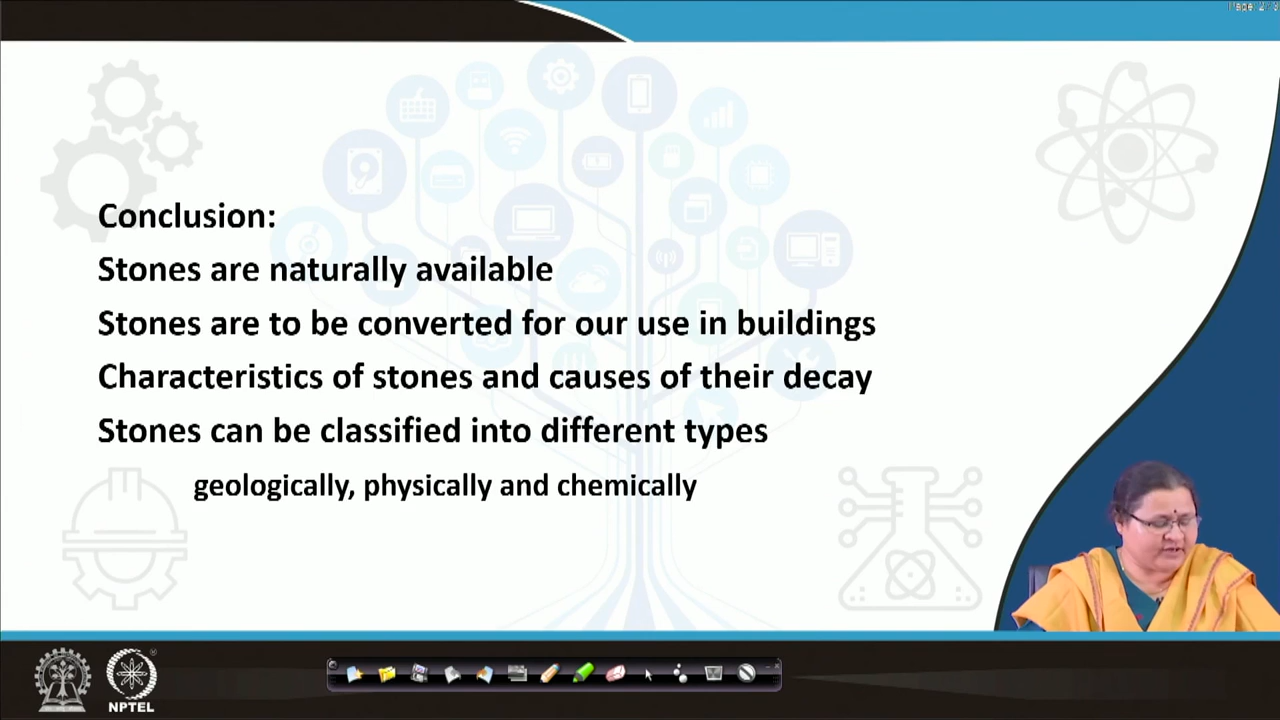 Conclusion:
Stones are naturally available
Stones are to be converted for our use in buildings
Characteristics of stones and causes of their decay
Stones can be classified into different types
geologically, physically and chemically
NPTEL